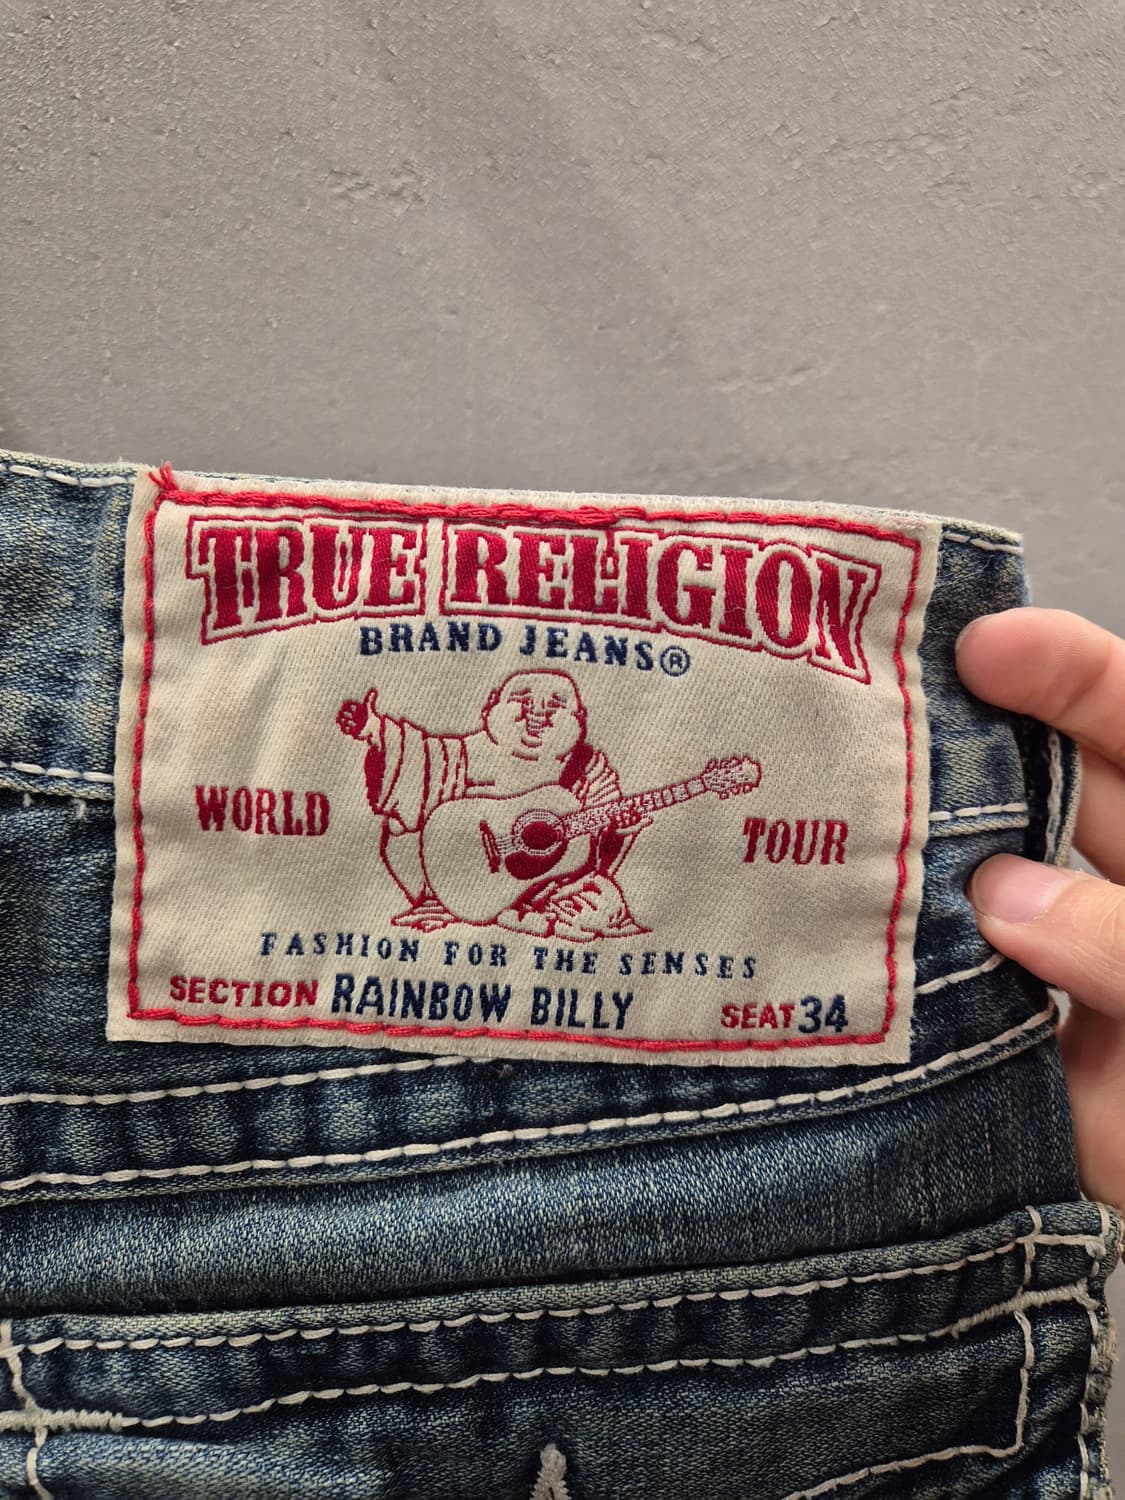 TRUE RELIGION
BRAND JEANS®
WORLD TOUR
FASHION FOR THE SENSES
SECTION RAINBOW BILLY SEAT 34